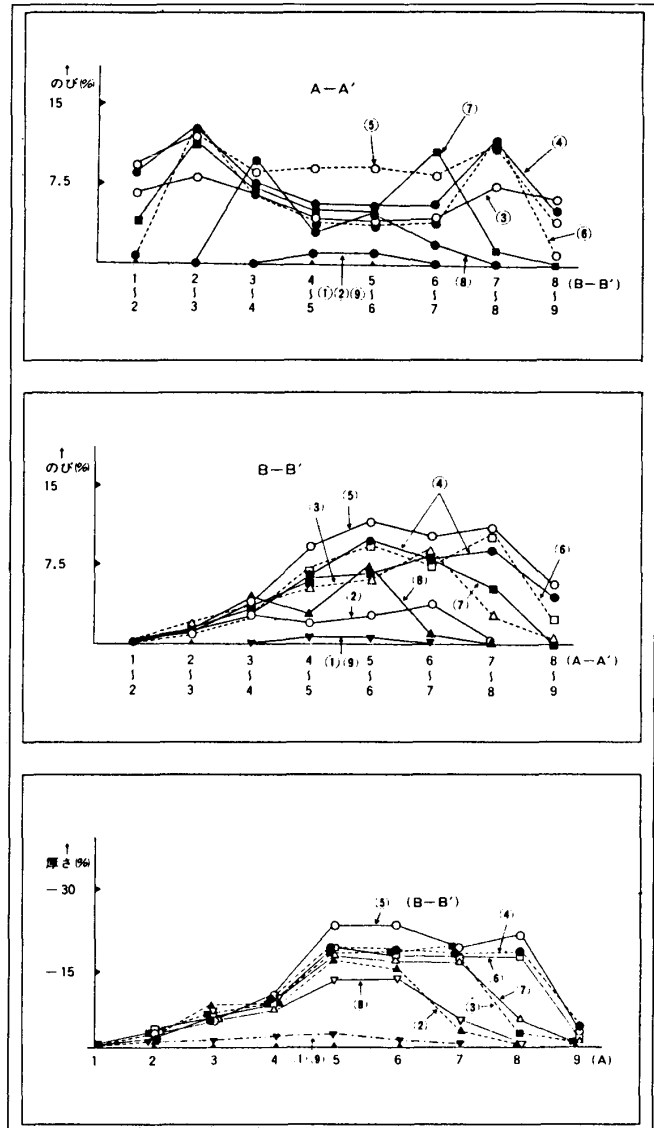 ↑
のび(%)
A－A′
15
7.5
⑤
⑦
④
③
⑥
⑧
①②⑨
1 2 3 4 5 6 7 8 (B－B′)
∫ ∫ ∫ ∫ ∫ ∫ ∫ ∫
2 3 4 5 6 7 8 9
↑
のび(%)
B－B′
15
7.5
(3)
(5)
(4)
(6)
(8)
(2)
(7)
(1)(9)
1 2 3 4 5 6 7 8 (A－A′)
∫ ∫ ∫ ∫ ∫ ∫ ∫ ∫
2 3 4 5 6 7 8 9
↑
厚さ(%)
－30
(5)
(B－B′)
(4)
－15
(6)
(8)
(2)
(3)
(7)
(1)(9)
1 2 3 4 5 6 7 8 9 (A)